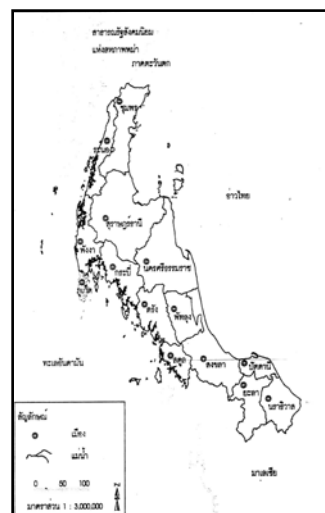 สาธารณรัฐสังคมนิยม
แห่งสหภาพพม่า
ภาคตะวันตก
ชุมพร
ระนอง
อ่าวไทย
สุราษฎร์ธานี
พังงา
กระบี่
นครศรีธรรมราช
ภูเก็ต
ตรัง
พัทลุง
ทะเลอันดามัน
สตูล
สงขลา
ปัตตานี
ยะลา
นราธิวาส
สัญลักษณ์
เมือง
แม่น้ำ
0 50 100
มาตราส่วน 1 : 3,000,000
N
มาเลเซีย